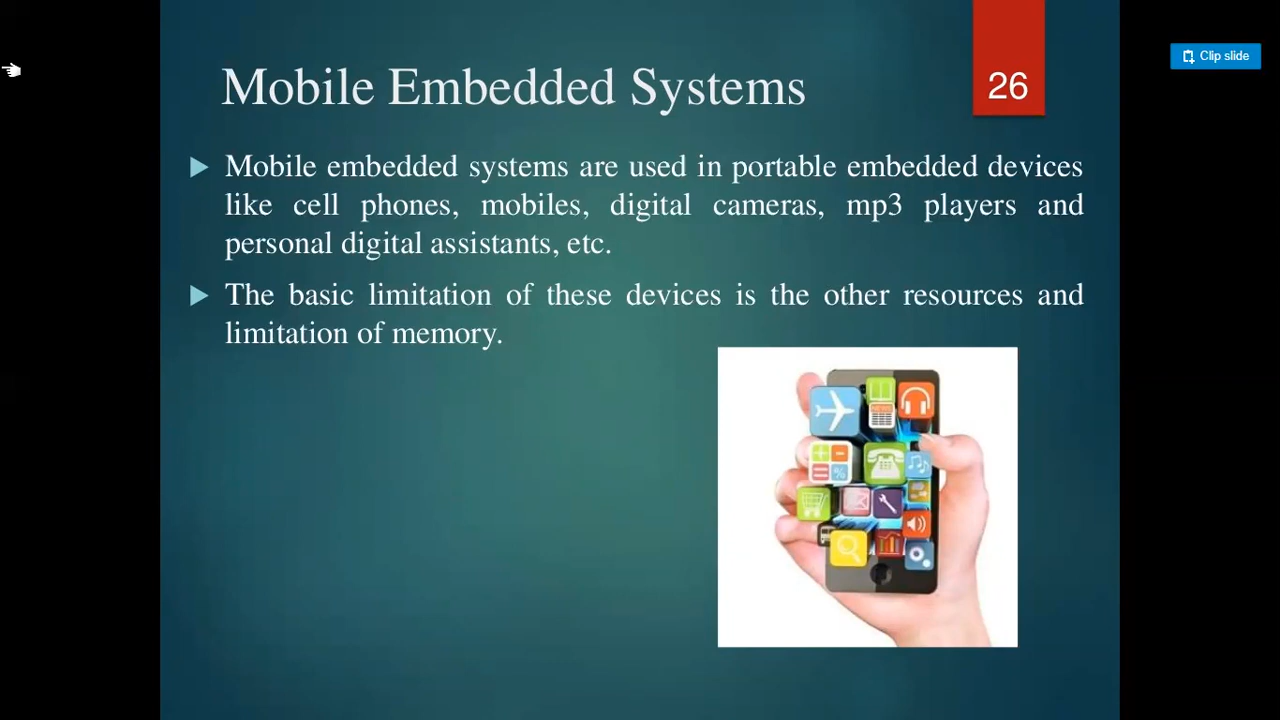 Mobile Embedded Systems
26
Clip slide
Mobile embedded systems are used in portable embedded devices
like cell phones, mobiles, digital cameras, mp3 players and
personal digital assistants, etc.
The basic limitation of these devices is the other resources and
limitation of memory.